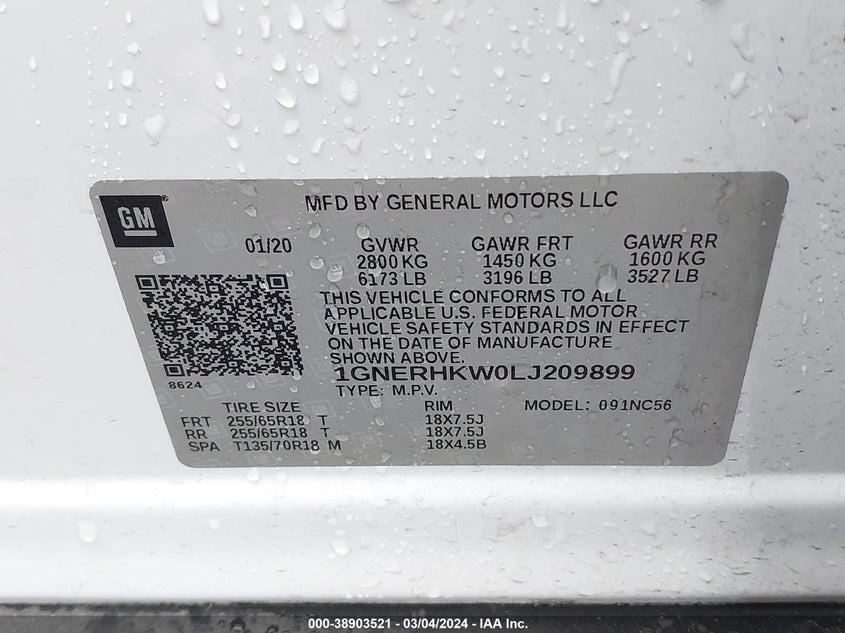 GM
MFD BY GENERAL MOTORS LLC
01/20 GVWR GAWR FRT GAWR RR
2800 KG 1450 KG 1600 KG
6173 LB 3196 LB 3527 LB
THIS VEHICLE CONFORMS TO ALL
APPLICABLE U.S. FEDERAL MOTOR
VEHICLE SAFETY STANDARDS IN EFFECT
ON THE DATE OF MANUFACTURE
SHOWN ABOVE.
8624
1GNERHKW0LJ209899
TYPE: M.P.V.
TIRE SIZE RIM MODEL: 091NC56
FRT 255/65R18 T 18X7.5J
RR 255/65R18 T 18X7.5J
SPA T135/70R18 M 18X4.5B
000-38903521 - 03/04/2024 - IAA Inc.